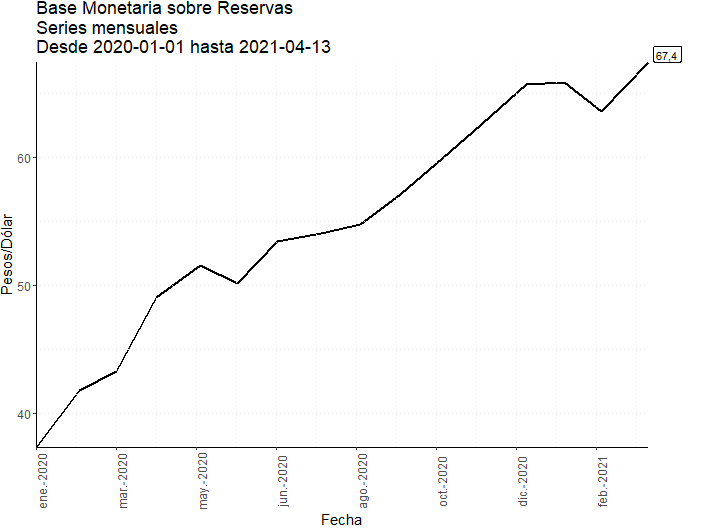 Base Monetaria sobre Reservas
Series mensuales
Desde 2020-01-01 hasta 2021-04-13
67,4
60
50
40
Pesos/Dólar
ene.-2020
mar.-2020
may.-2020
jun.-2020
ago.-2020
oct.-2020
dic.-2020
feb.-2021
Fecha